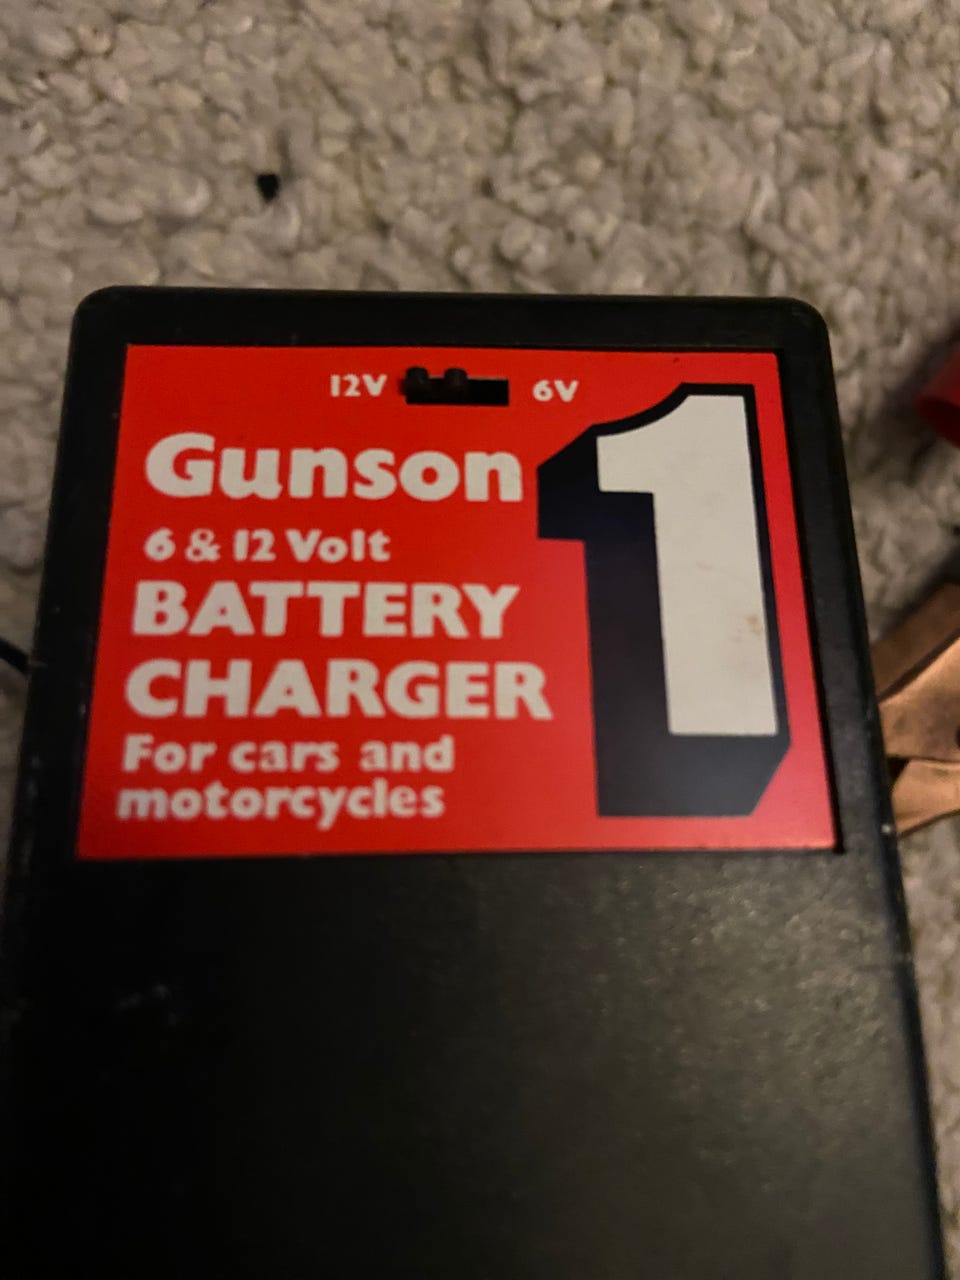 12V 6V
Gunson
6 & 12 Volt
BATTERY
CHARGER
For cars and
motorcycles
1